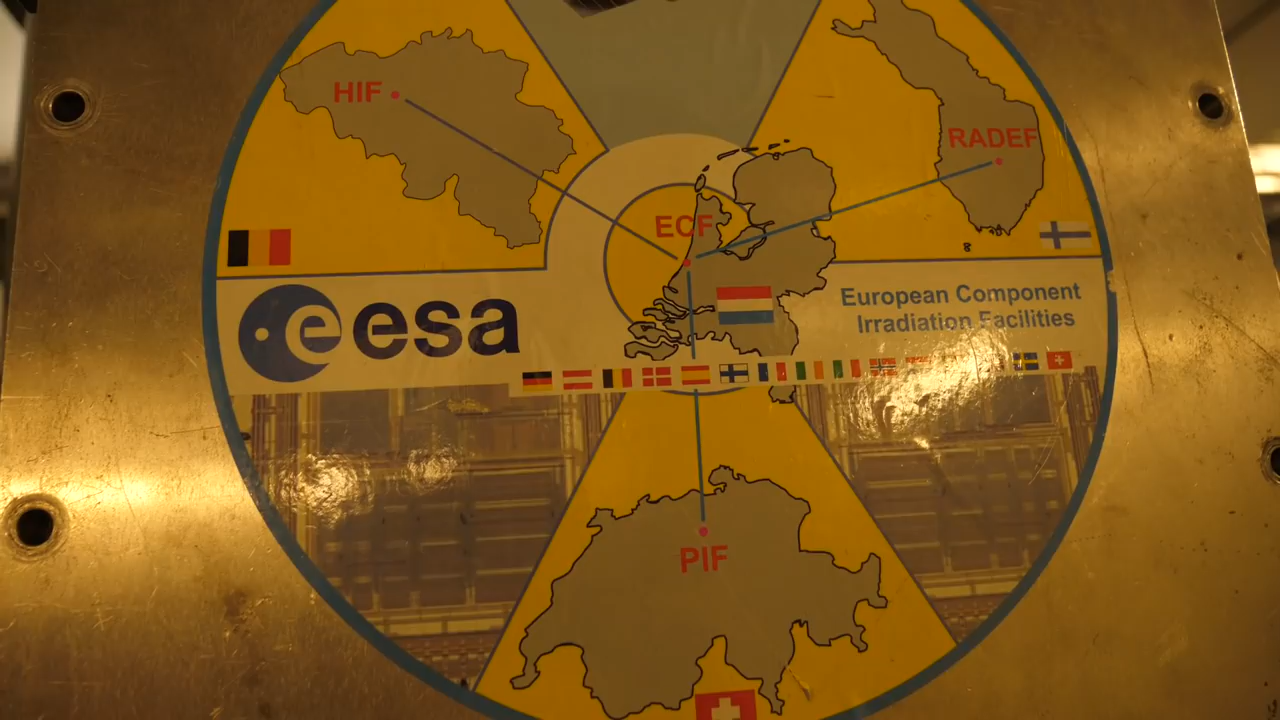 HIF
RADEF
ECF
esa
European Component
Irradiation Facilities
PIF